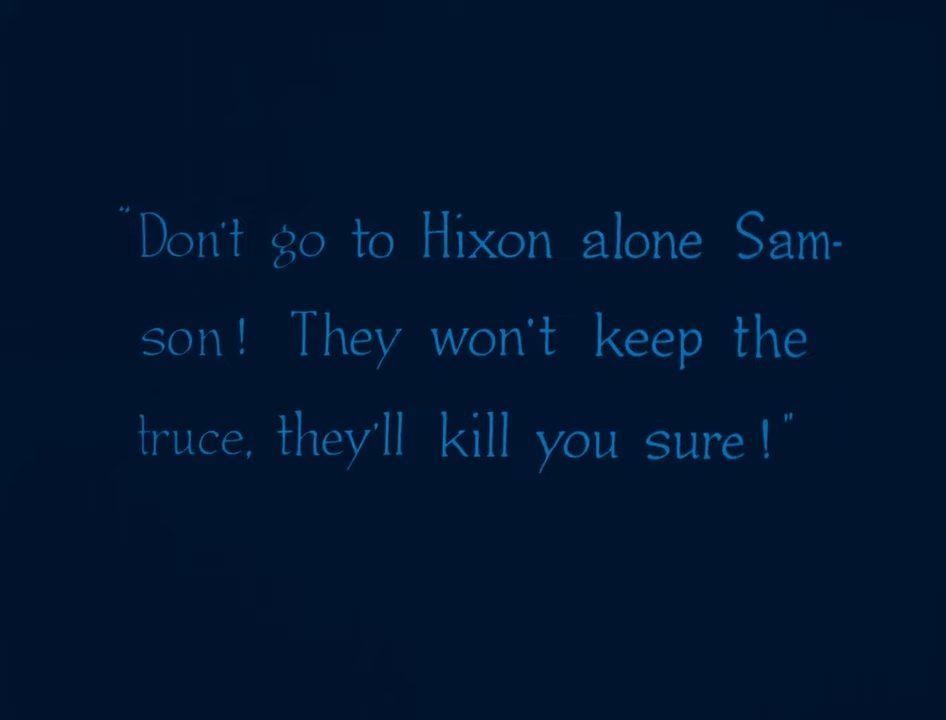 "Don't go to Hixon alone Sam-
son! They won't keep the
truce, they'll kill you sure!"